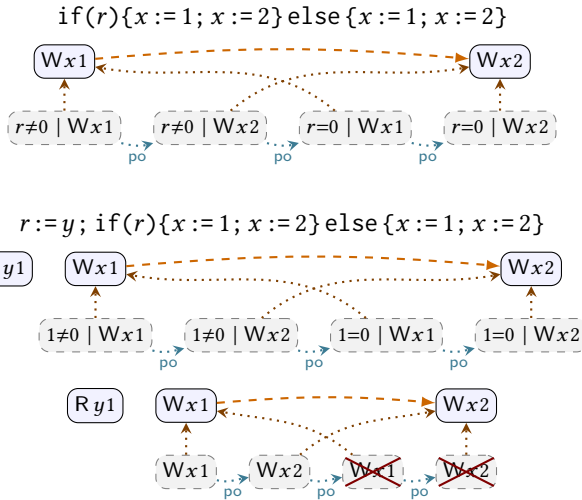 if(r){x := 1; x := 2} else {x := 1; x := 2}
Wx1 Wx2
r≠0 | Wx1 r≠0 | Wx2 r=0 | Wx1 r=0 | Wx2
po po po
r := y; if(r){x := 1; x := 2} else {x := 1; x := 2}
y1 Wx1 Wx2
1≠0 | Wx1 1≠0 | Wx2 1=0 | Wx1 1=0 | Wx2
po po po
R y1 Wx1 Wx2
Wx1 Wx2 Wx1 Wx2
po po po